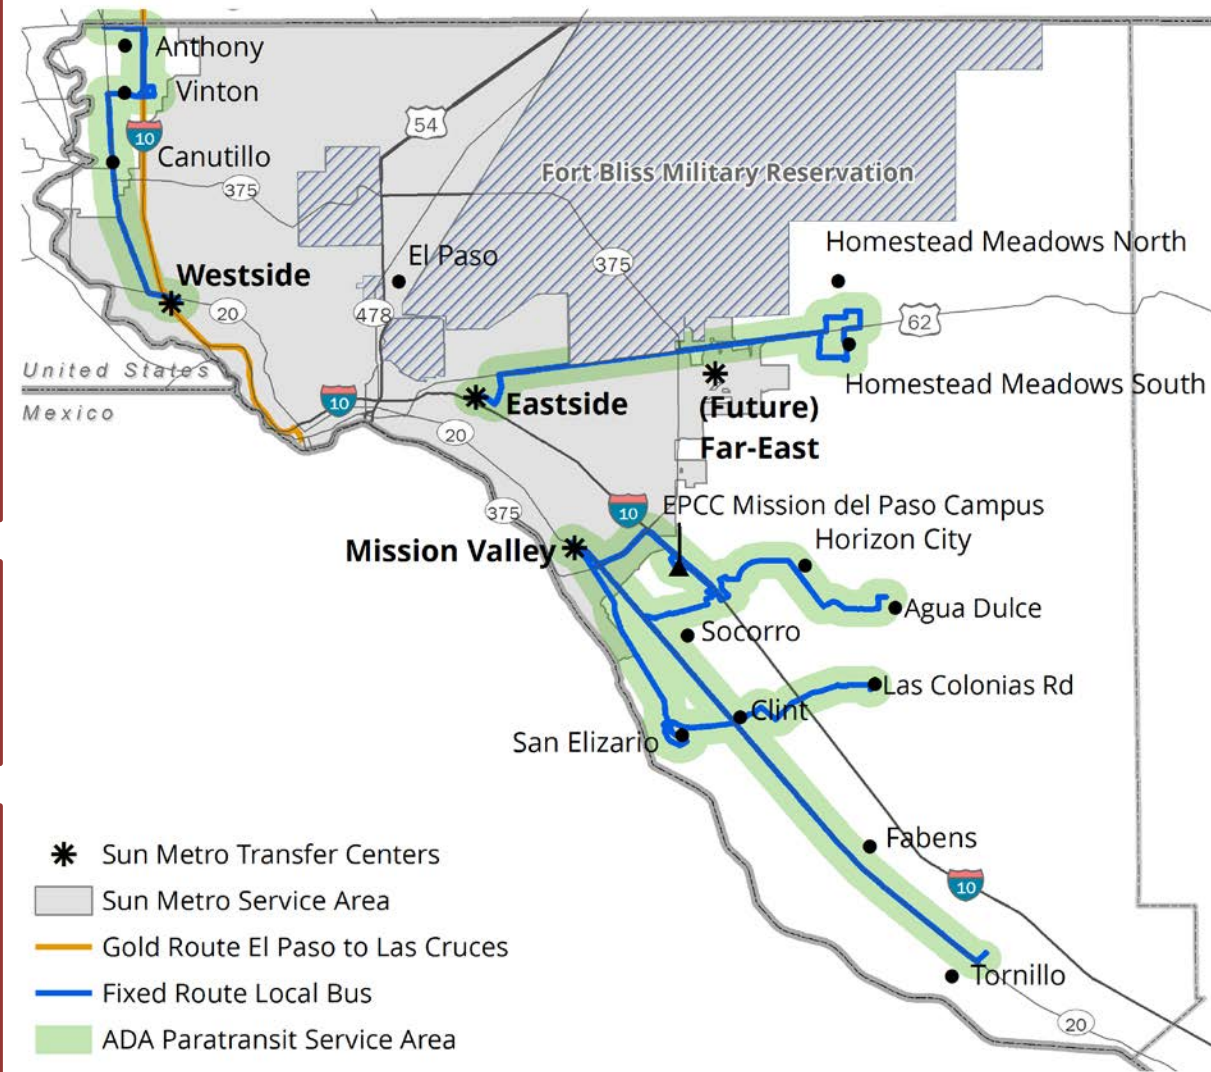 Anthony
Vinton
10
Canutillo
54
375
Fort Bliss Military Reservation
Homestead Meadows North
El Paso
375
Westside
20
478
62
United States
Homestead Meadows South
Mexico
10
Eastside
(Future)
Far-East
20
375
10
EPCC Mission del Paso Campus
Horizon City
Mission Valley
Agua Dulce
Socorro
Las Colonias Rd
Clint
San Elizario
Fabens
10
Tornillo
20
Sun Metro Transfer Centers
Sun Metro Service Area
Gold Route El Paso to Las Cruces
Fixed Route Local Bus
ADA Paratransit Service Area